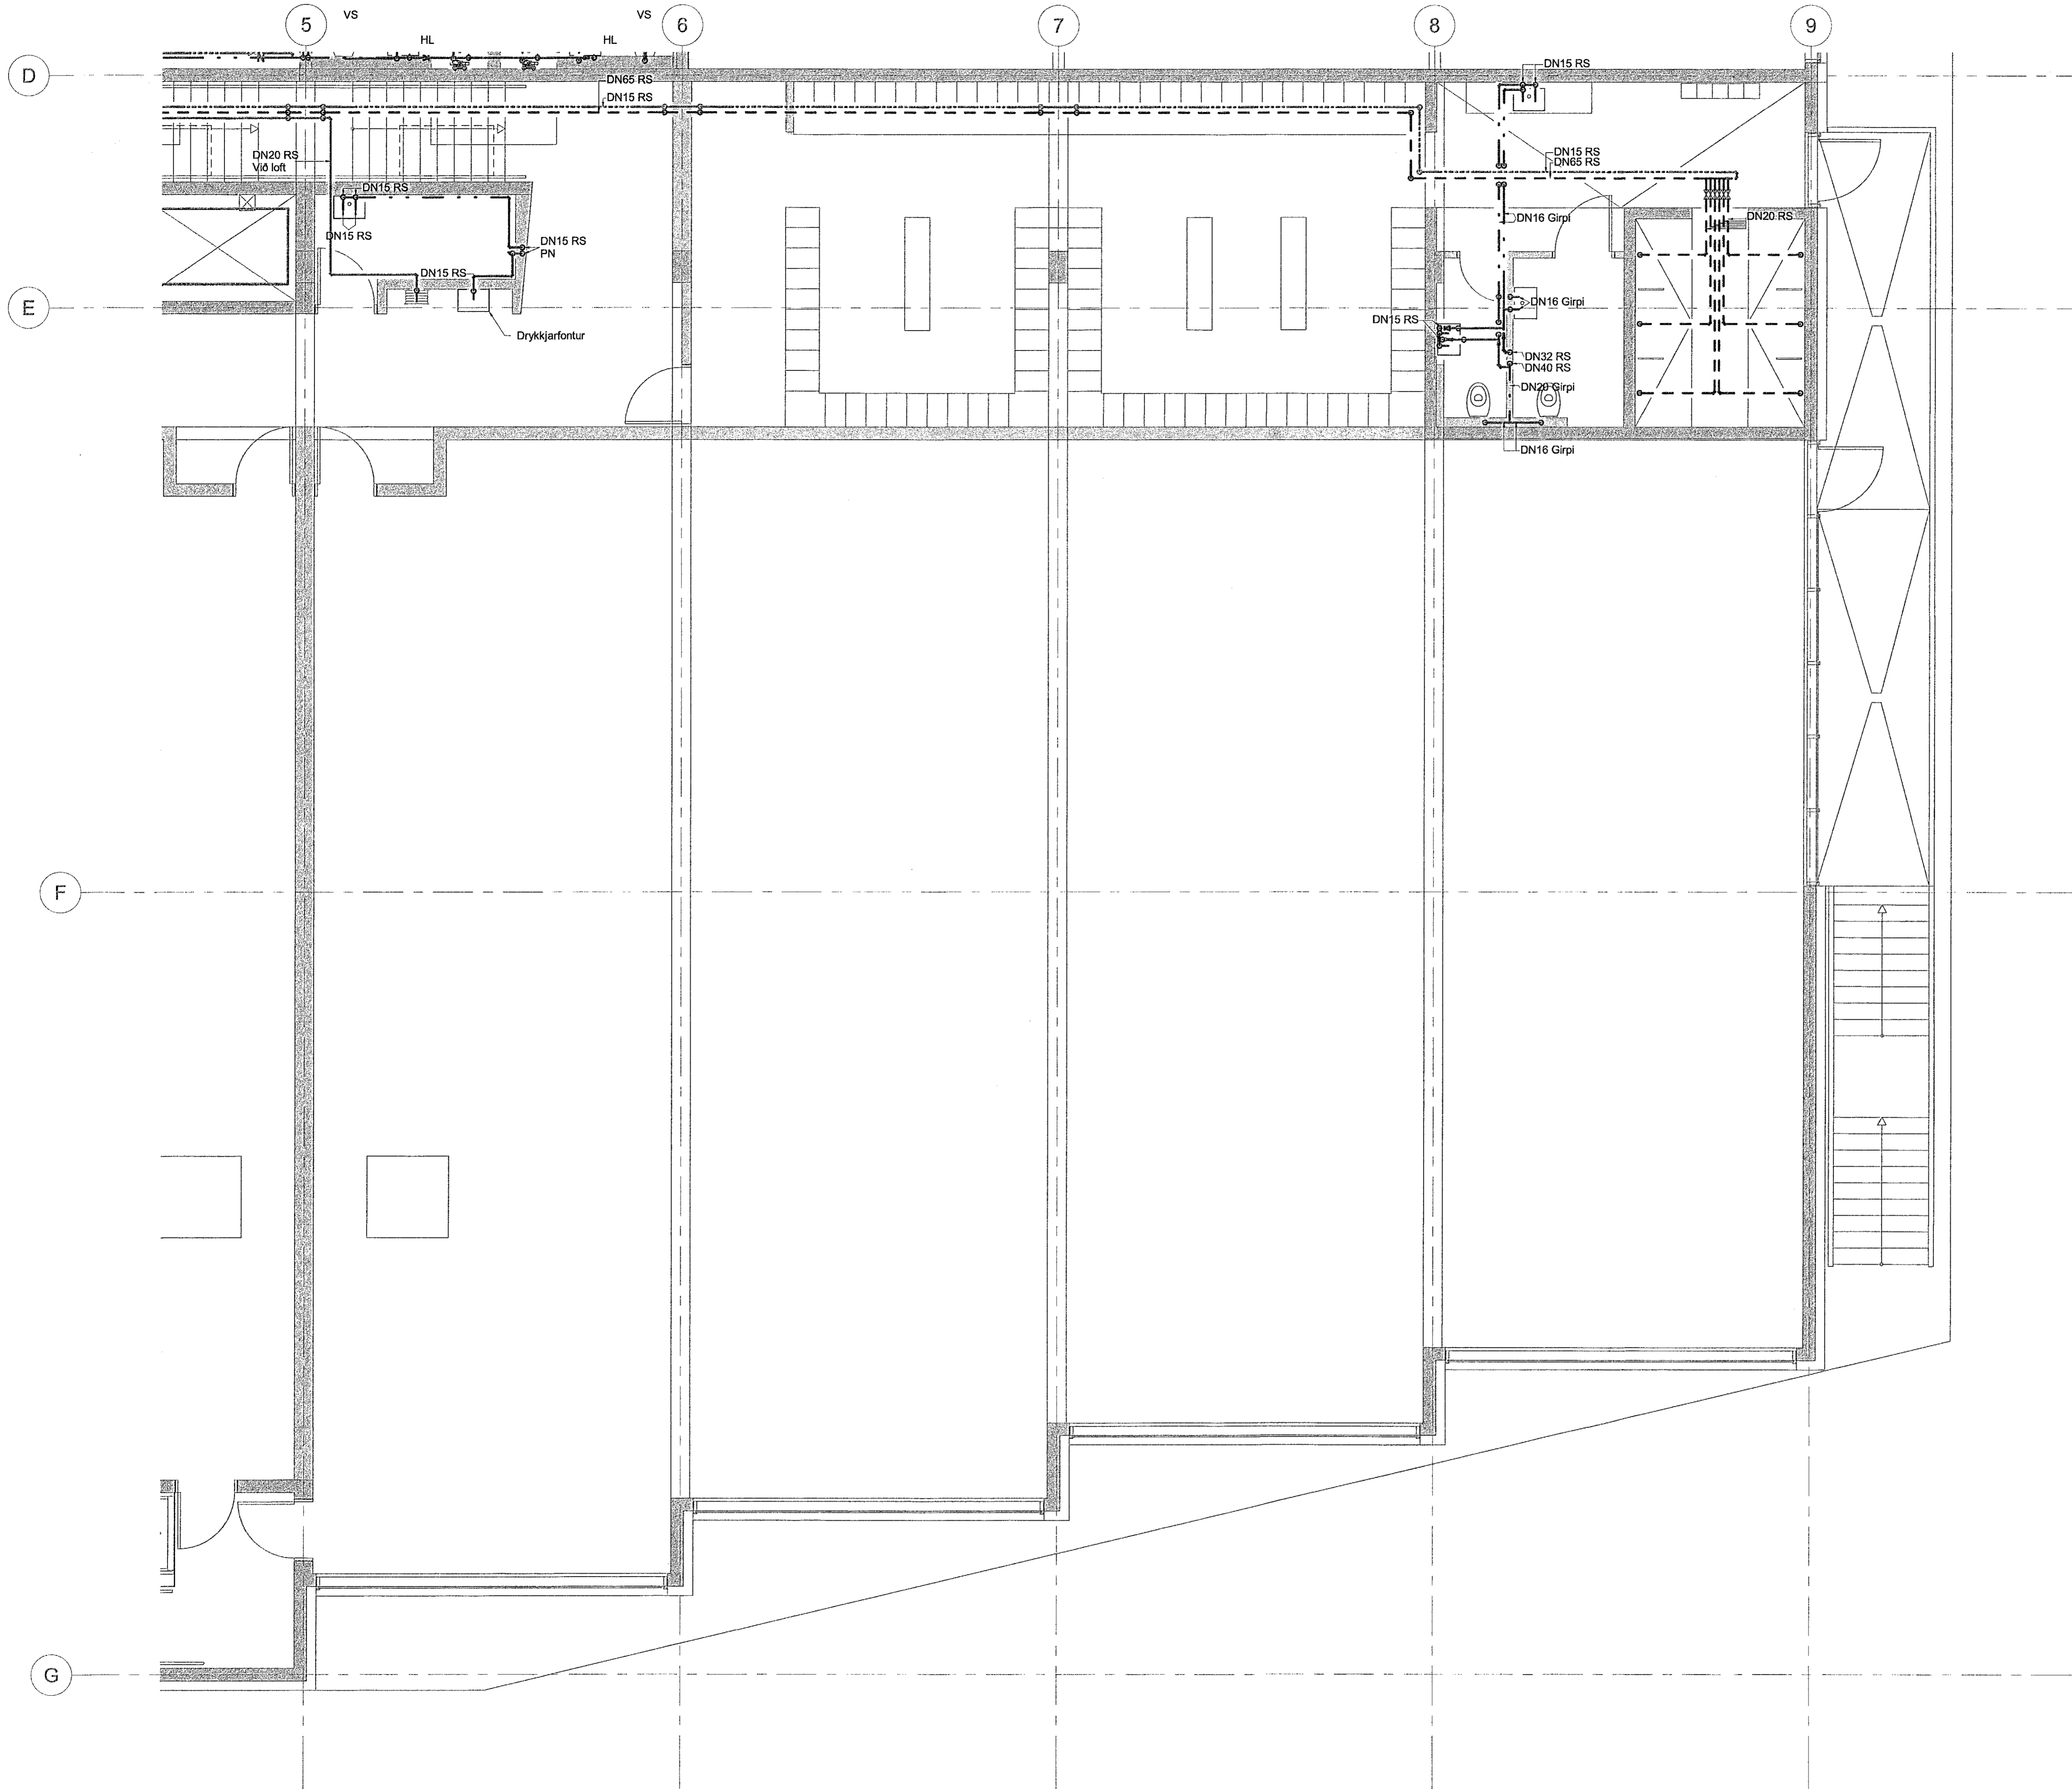 5
VS
VS
6
7
8
9
HL
HL
D
DN65 RS
DN15 RS
DN15 RS
DN20 RS
Við loft
DN15 RS
DN65 RS
DN15 RS
DN15 RS
DN16 Girpi
DN20 RS
DN15 RS
PN
DN15 RS
E
DN16 Girpi
DN15 RS
Drykkjarfontur
DN32 RS
DN40 RS
DN20 Girpi
DN16 Girpi
F
G